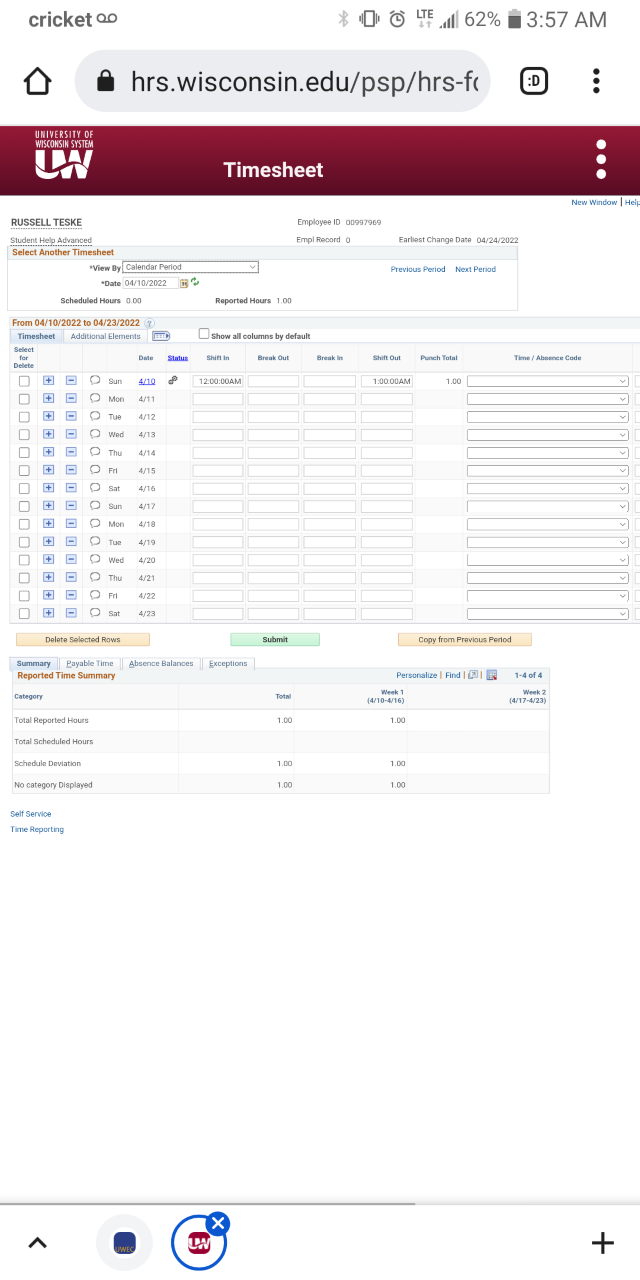 cricket LTE 62% 3:57 AM
hrs.wisconsin.edu/psp/hrs-fo :D
UNIVERSITY OF
WISCONSIN SYSTEM
UW
Timesheet
New Window | Help
RUSSELL TESKE Employee ID 00997969
Student Help Advanced Empl Record 0 Earliest Change Date 04/24/2022
Select Another Timesheet
*View By Calendar Period Previous Period Next Period
*Date 04/10/2022
Scheduled Hours 0.00 Reported Hours 1.00
From 04/10/2022 to 04/23/2022 ?
Timesheet Additional Elements Show all columns by default
Select for Delete Date Status Shift In Break Out Break In Shift Out Punch Total Time / Absence Code
Sun 4/10 12:00:00AM 1:00:00AM 1.00
Mon 4/11
Tue 4/12
Wed 4/13
Thu 4/14
Fri 4/15
Sat 4/16
Sun 4/17
Mon 4/18
Tue 4/19
Wed 4/20
Thu 4/21
Fri 4/22
Sat 4/23
Delete Selected Rows Submit Copy from Previous Period
Summary Payable Time Absence Balances Exceptions
Reported Time Summary Personalize | Find | 1-4 of 4
Category Total Week 1 (4/10-4/16) Week 2 (4/17-4/23)
Total Reported Hours 1.00 1.00
Total Scheduled Hours
Schedule Deviation 1.00 1.00
No category Displayed 1.00 1.00
Self Service
Time Reporting
UWEC UW